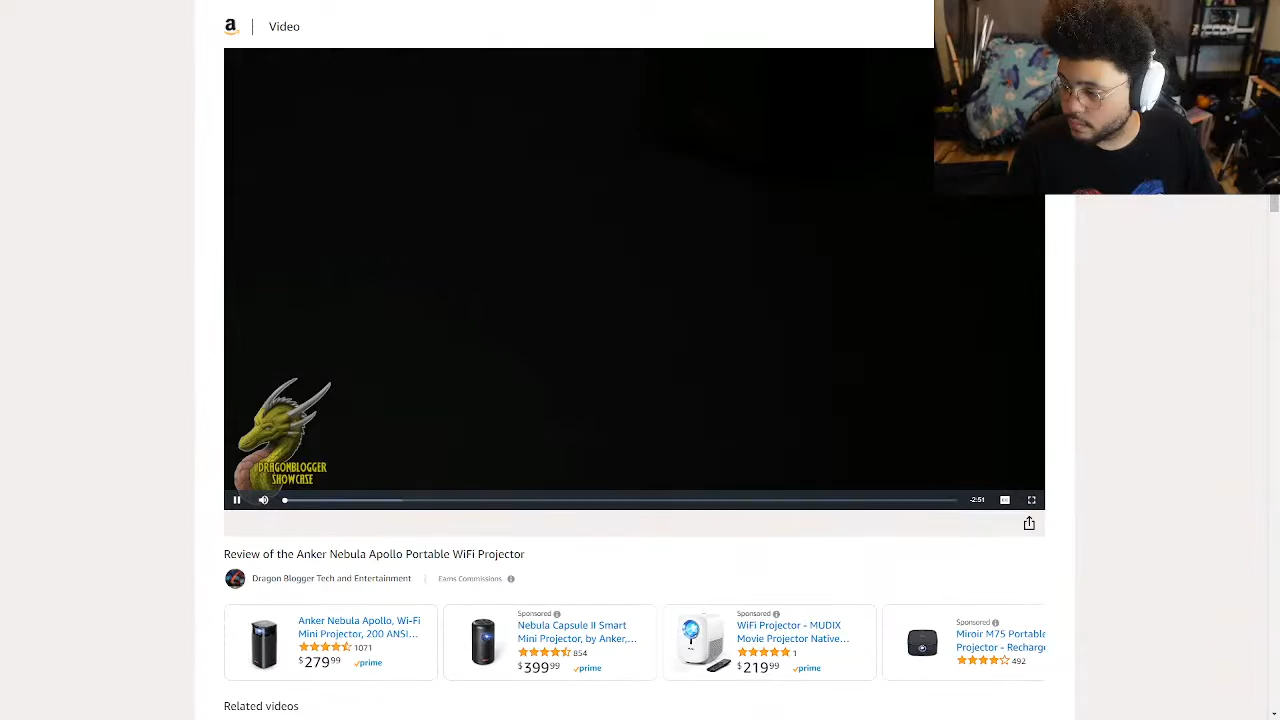 a
Video
DRAGONBLOGGER
SHOWCASE
-2:51
Review of the Anker Nebula Apollo Portable WiFi Projector
Dragon Blogger Tech and Entertainment
Earns Commissions
Anker Nebula Apollo, Wi-Fi
Mini Projector, 200 ANSI...
1071
$279.99
prime
Sponsored
Nebula Capsule II Smart
Mini Projector, by Anker,...
854
$399.99
prime
Sponsored
WiFi Projector - MUDIX
Movie Projector Native...
1
$219.99
prime
Sponsored
Miroir M75 Portable
Projector - Recharg
492
Related videos